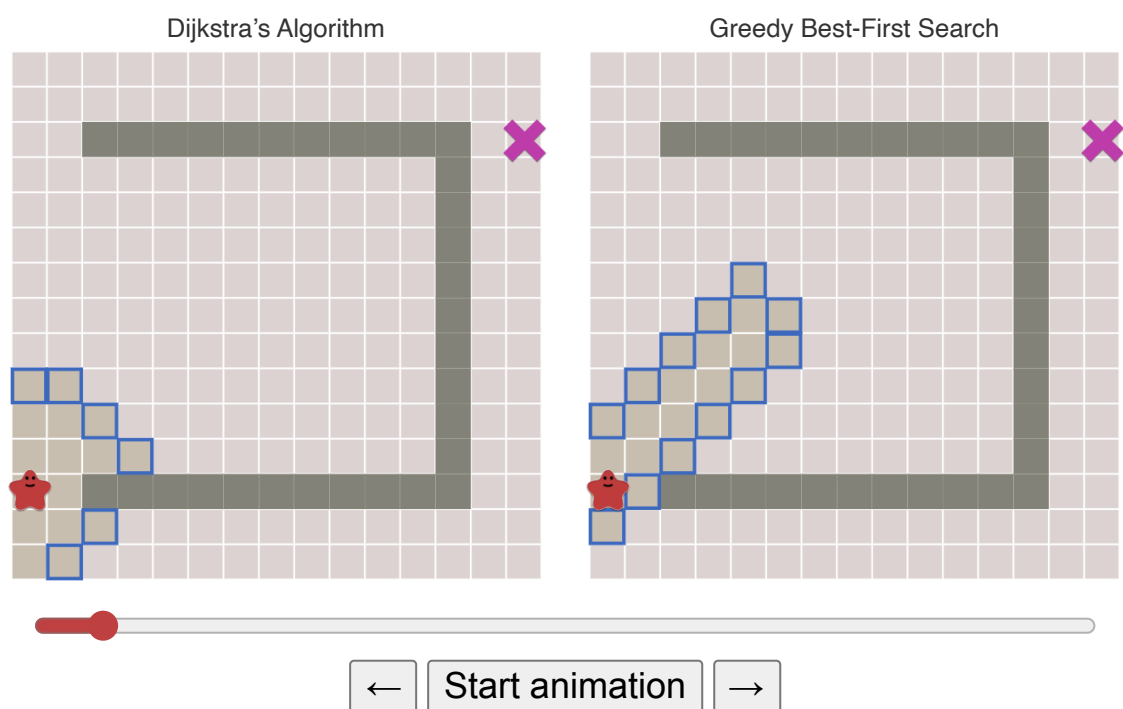 Dijkstra’s Algorithm
Greedy Best-First Search
← Start animation →